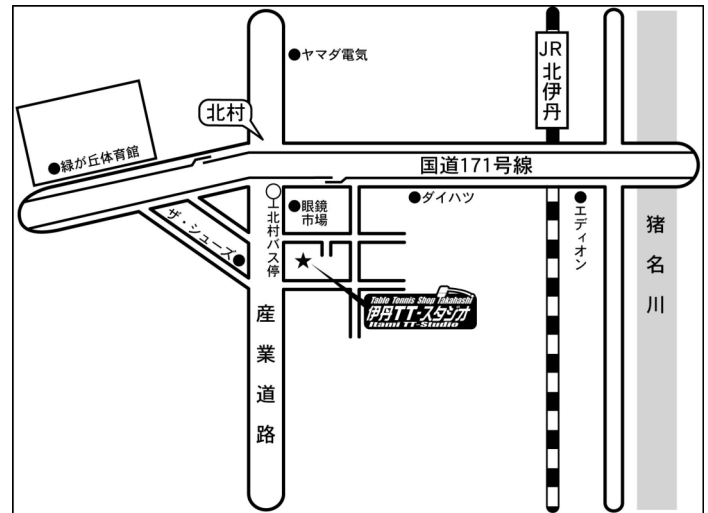 ヤマダ電気
JR
北伊丹
北村
緑が丘体育館
国道171号線
ダイハツ
眼鏡
市場
エディオン
ザ・シューズ
北村バス停
猪名川
Table Tennis Shop Takahashi
伊丹TT-スタジオ
Itami TT-Studio
産業道路